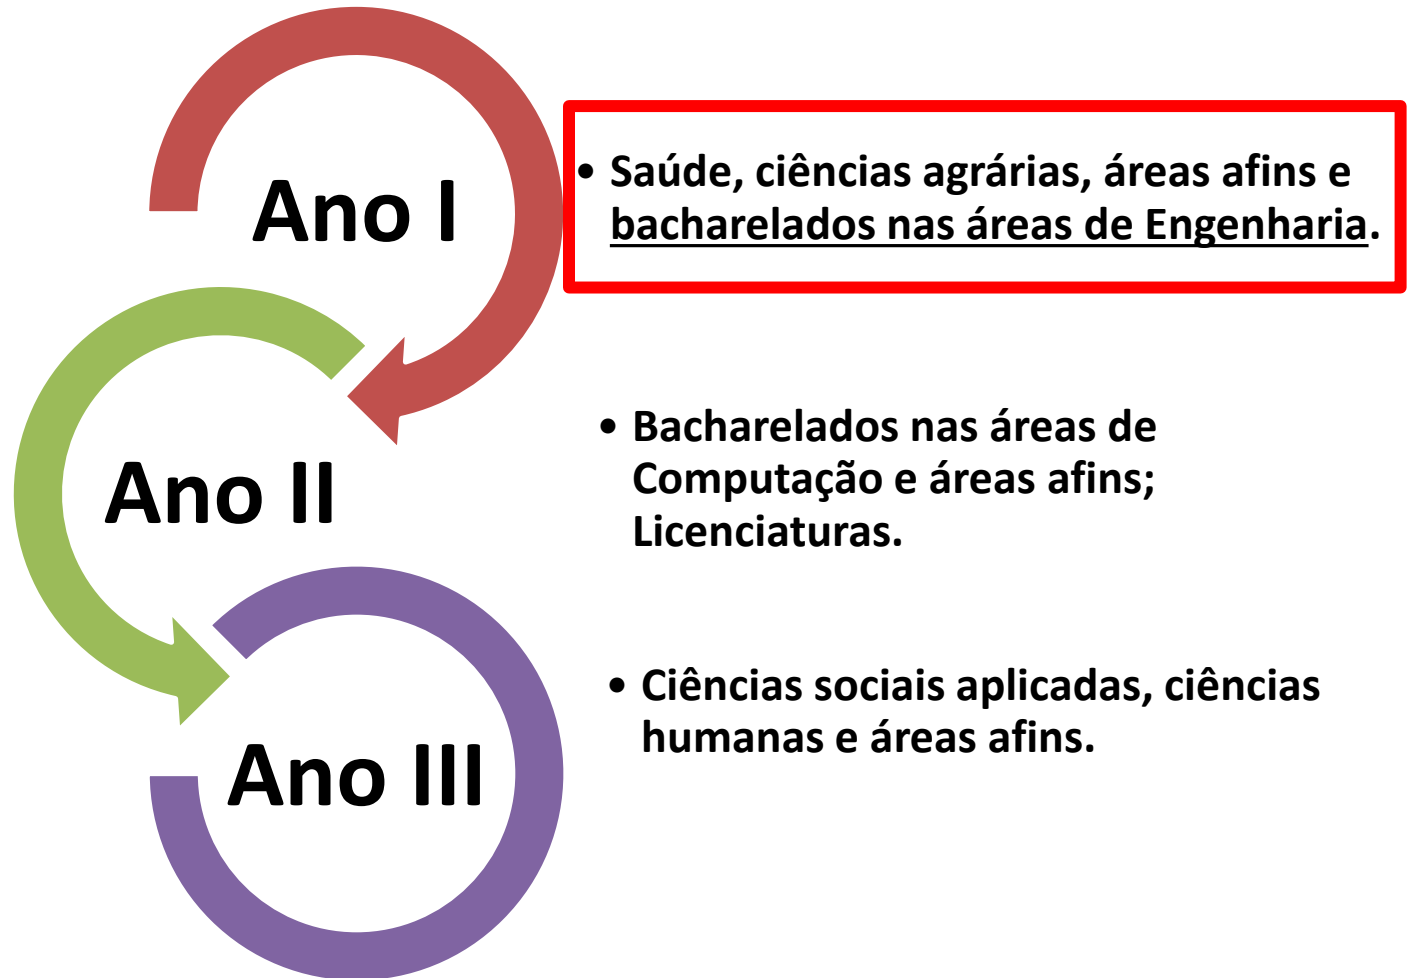 Ano I
• Saúde, ciências agrárias, áreas afins e
bacharelados nas áreas de Engenharia.
Ano II
• Bacharelados nas áreas de
Computação e áreas afins;
Licenciaturas.
Ano III
• Ciências sociais aplicadas, ciências
humanas e áreas afins.